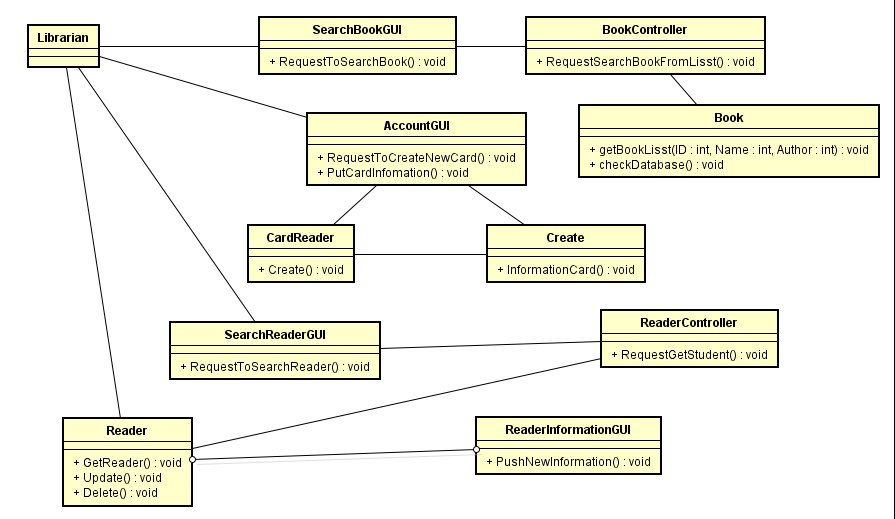 Librarian
SearchBookGUI
+ RequestToSearchBook() : void
BookController
+ RequestSearchBookFromLisst() : void
Book
+ getBookLisst(ID : int, Name : int, Author : int) : void
+ checkDatabase() : void
AccountGUI
+ RequestToCreateNewCard() : void
+ PutCardInfomation() : void
CardReader
+ Create() : void
Create
+ InformationCard() : void
SearchReaderGUI
+ RequestToSearchReader() : void
ReaderController
+ RequestGetStudent() : void
Reader
+ GetReader() : void
+ Update() : void
+ Delete() : void
ReaderInformationGUI
+ PushNewInformation() : void